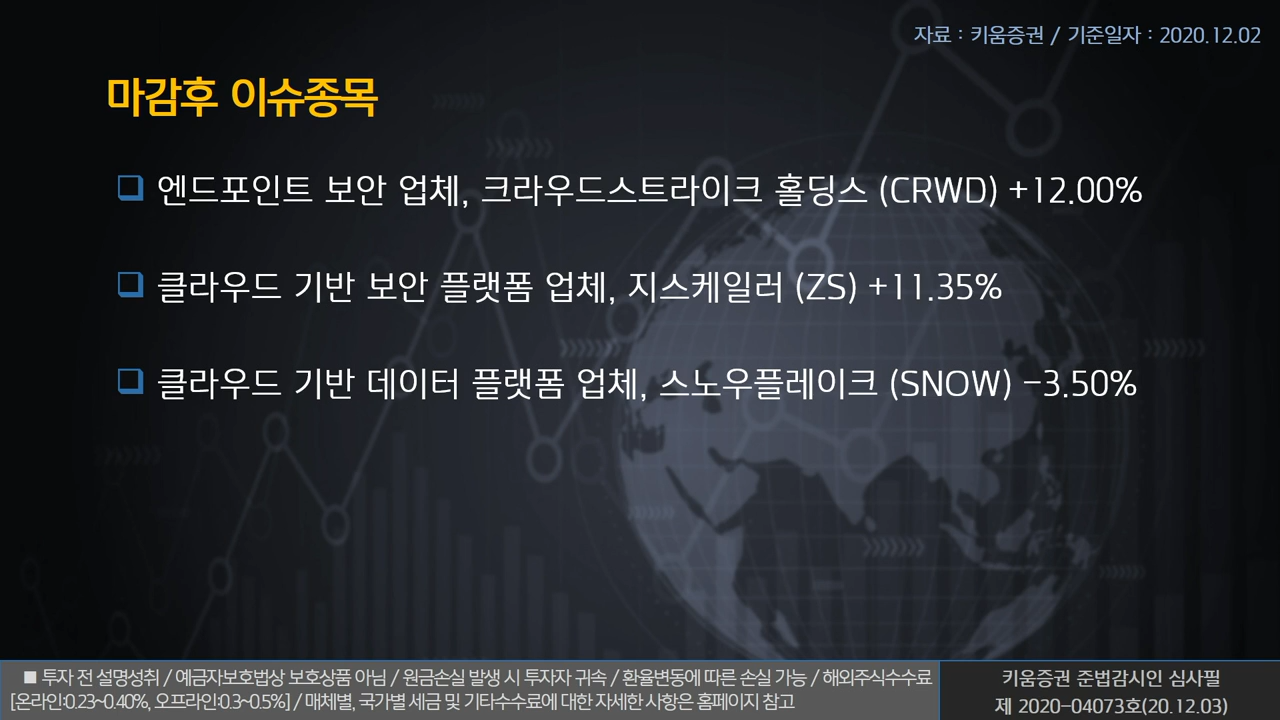 자료 : 키움증권 / 기준일자 : 2020.12.02
마감후 이슈종목
❑ 엔드포인트 보안 업체, 크라우드스트라이크 홀딩스 (CRWD) +12.00%
❑ 클라우드 기반 보안 플랫폼 업체, 지스케일러 (ZS) +11.35%
❑ 클라우드 기반 데이터 플랫폼 업체, 스노우플레이크 (SNOW) -3.50%
■ 투자 전 설명성취 / 예금자보호법상 보호상품 아님 / 원금손실 발생 시 투자자 귀속 / 환율변동에 따른 손실 가능 / 해외주식수수료
[온라인:0.23~0.40%, 오프라인:0.3~0.5%] / 매체별, 국가별 세금 및 기타수수료에 대한 자세한 사항은 홈페이지 참고
키움증권 준법감시인 심사필
제 2020-04073호(20.12.03)